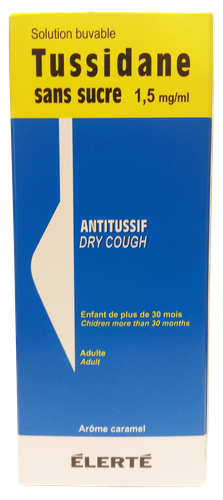 Solution buvable
Tussidane
sans sucre 1,5 mg/ml
ANTITUSSIF
DRY COUGH
Enfant de plus de 30 mois
Chidren more than 30 months
Adulte
Adult
Arôme caramel
ÉLERTÉ